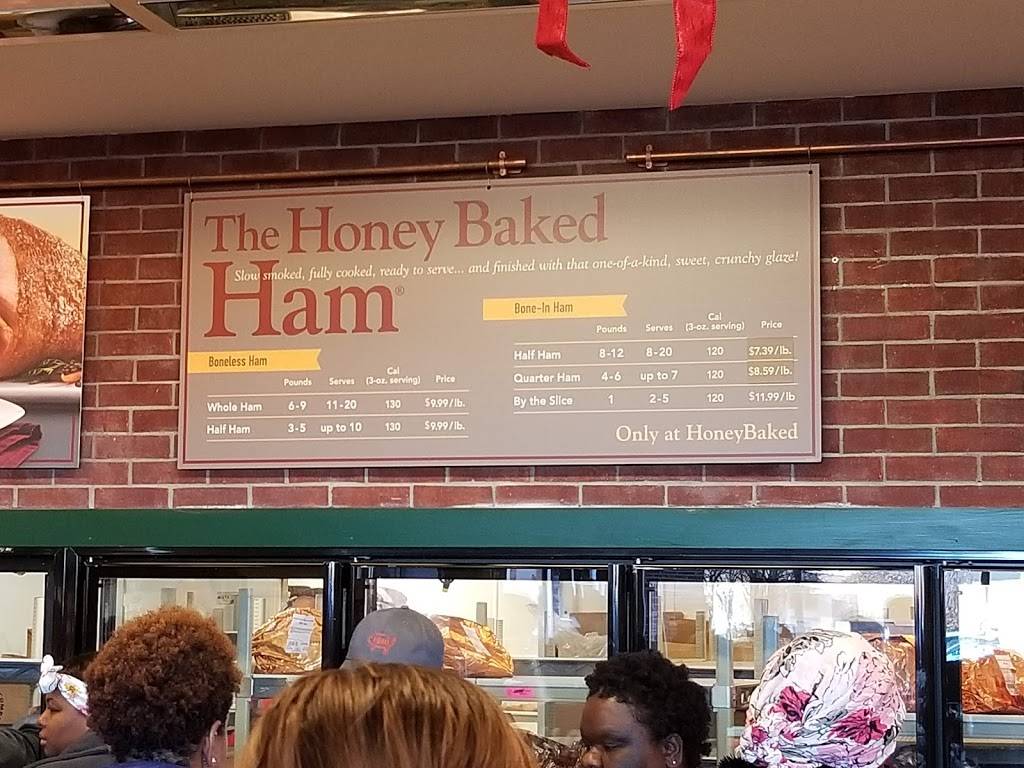 The Honey Baked
Slow smoked, fully cooked, ready to serve... and finished with that one-of-a-kind, sweet, crunchy glaze!
Ham®
Boneless Ham
Pounds Serves Cal (3-oz. serving) Price
Whole Ham 6-9 11-20 130 $9.99/lb.
Half Ham 3-5 up to 10 130 $9.99/lb.
Bone-In Ham
Pounds Serves Cal (3-oz. serving) Price
Half Ham 8-12 8-20 120 $7.39/lb.
Quarter Ham 4-6 up to 7 120 $8.59/lb.
By the Slice 1 2-5 120 $11.99/lb
Only at HoneyBaked